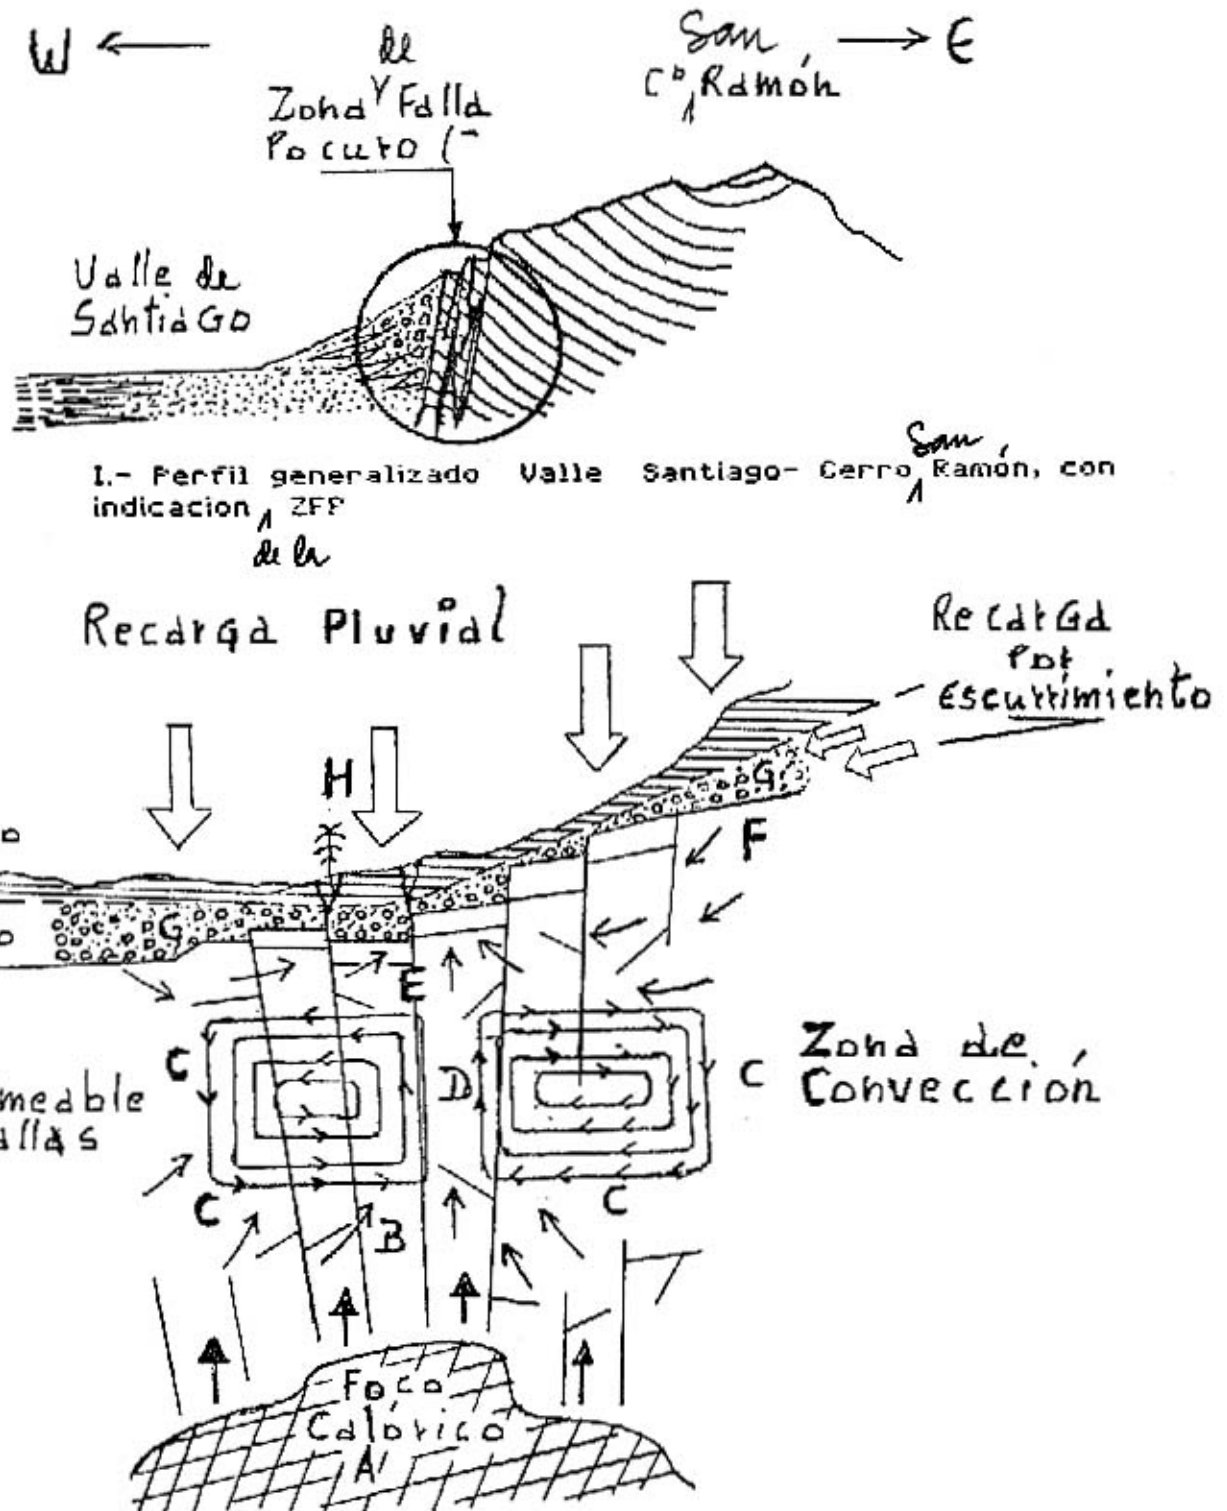 W
de
Zona Falla
Pocuro
San
Cº Ramón
E
Valle de
Santiago
I.- Perfil generalizado Valle Santiago- Cerro San Ramón, con
indicacion de la ZFP
Recarga Pluvial
Recarga
Por
Escurrimiento
H
G
F
G
E
C
D
C
Zona de
Convección
meable
allas
C
B
C
Foco
Calórico
A